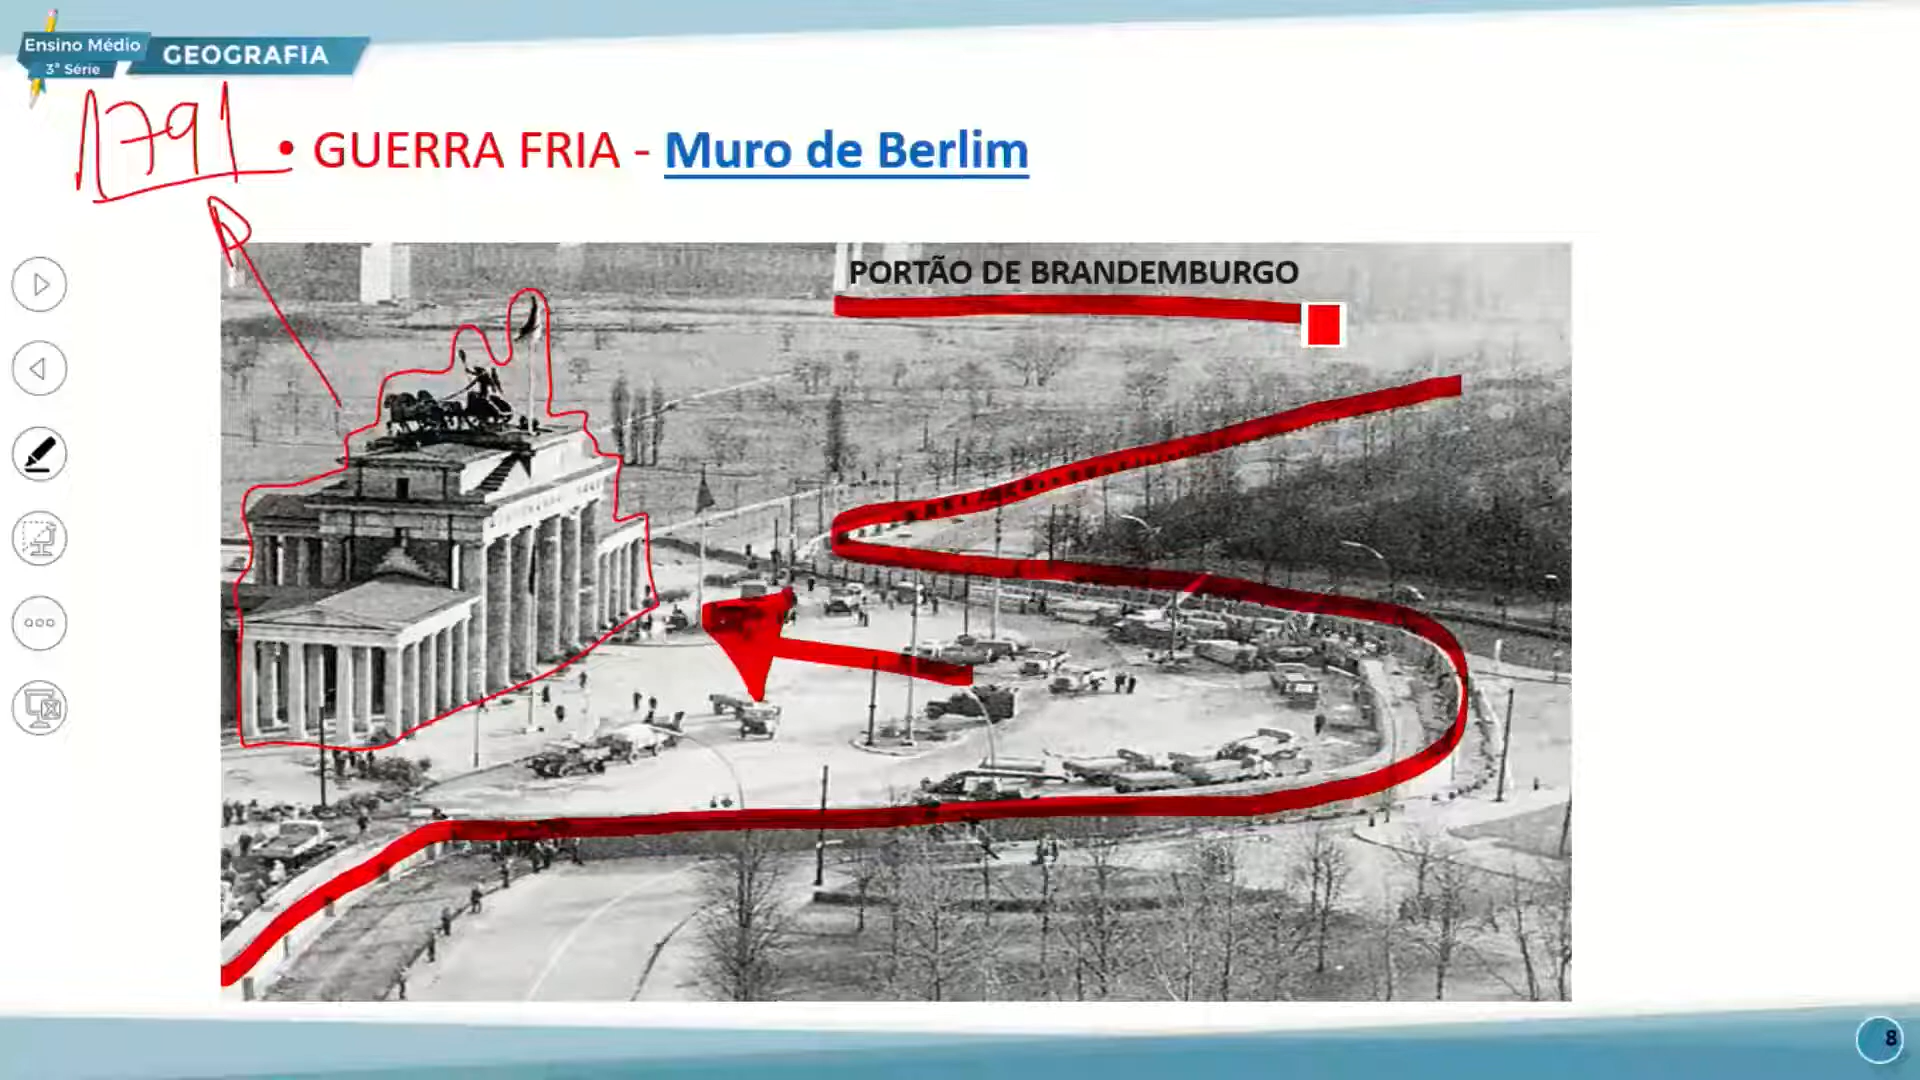 Ensino Médio
3ª Série
GEOGRAFIA
1791
• GUERRA FRIA - Muro de Berlim
PORTÃO DE BRANDEMBURGO
8